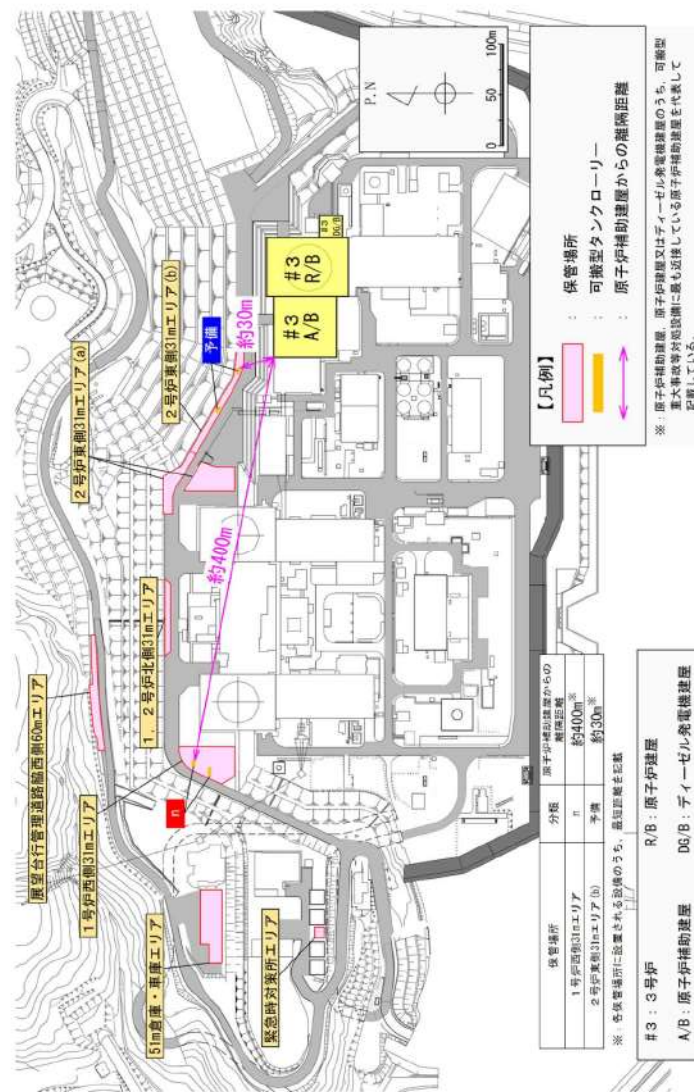 展望台行管理道路脇西側60mエリア
1号炉西側31mエリア
51m倉庫・車庫エリア
緊急時対策所エリア
1, 2号炉北側31mエリア
2号炉東側31mエリア(a)
2号炉東側31mエリア(b)
n
予備
約400m
約30m
#3
A/B
#3
R/B
#3
DG/B
P.N
0 50 100m
【凡例】
: 保管場所
: 可搬型タンクローリー
: 原子炉補助建屋からの離隔距離
※:原子炉補助建屋、原子炉建屋又はディーゼル発電機建屋のうち、可搬型
重大事故等対処設備に最も近接している原子炉補助建屋を代表して
記載している。
保管場所 分類 原子炉補助建屋からの
離隔距離
1号炉西側31mエリア n 約400m※
2号炉東側31mエリア(b) 予備 約30m※
※:各保管場所に設置される設備のうち、最短距離を記載
#3:3号炉 R/B:原子炉建屋
A/B:原子炉補助建屋 DG/B:ディーゼル発電機建屋